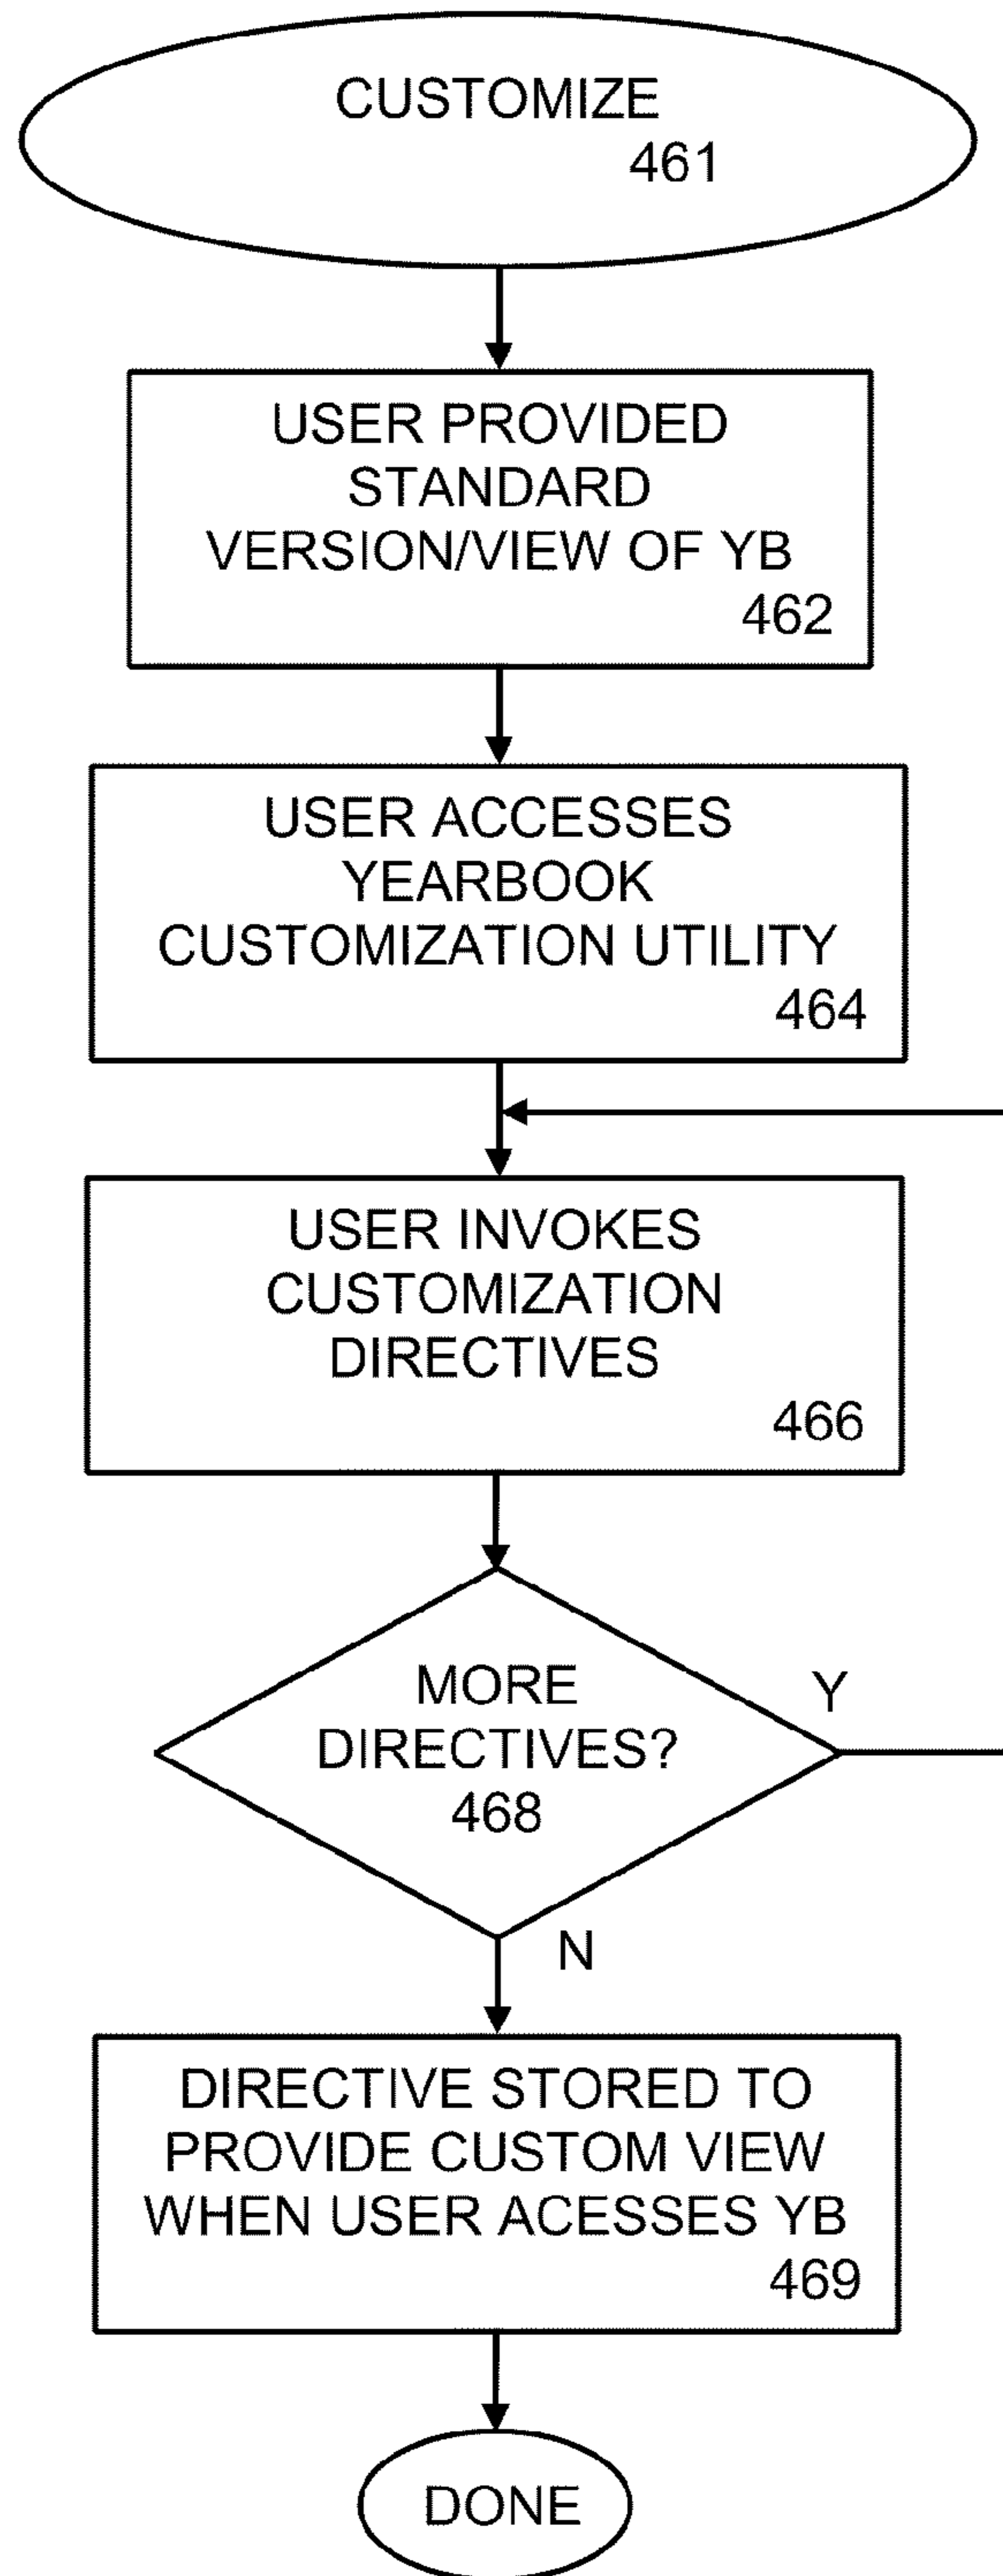 CUSTOMIZE
461
USER PROVIDED
STANDARD
VERSION/VIEW OF YB
462
USER ACCESSES
YEARBOOK
CUSTOMIZATION UTILITY
464
USER INVOKES
CUSTOMIZATION
DIRECTIVES
466
MORE
DIRECTIVES?
468
Y
N
DIRECTIVE STORED TO
PROVIDE CUSTOM VIEW
WHEN USER ACESSES YB
469
DONE